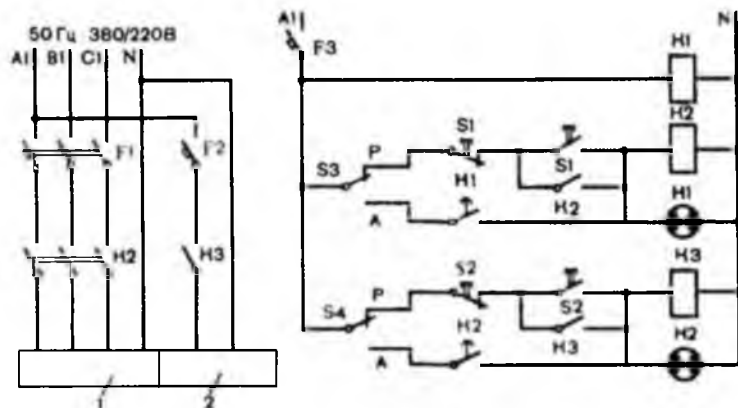 50 Гц 380/220В
A1 B1 C1 N
F1
F2
H2
H3
1
2
A1
F3
N
H1
H2
S1
P
S3
H1
S1
H2
A
H1
H3
S2
P
S4
H2
S2
H3
A
H2